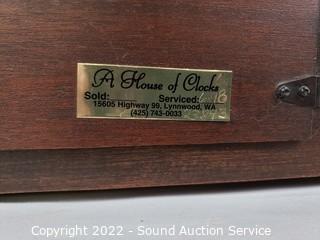 A House of Clocks
Sold: Serviced:
15605 Highway 99, Lynnwood, WA
(425) 743-0033
Copyright 2022 - Sound Auction Service